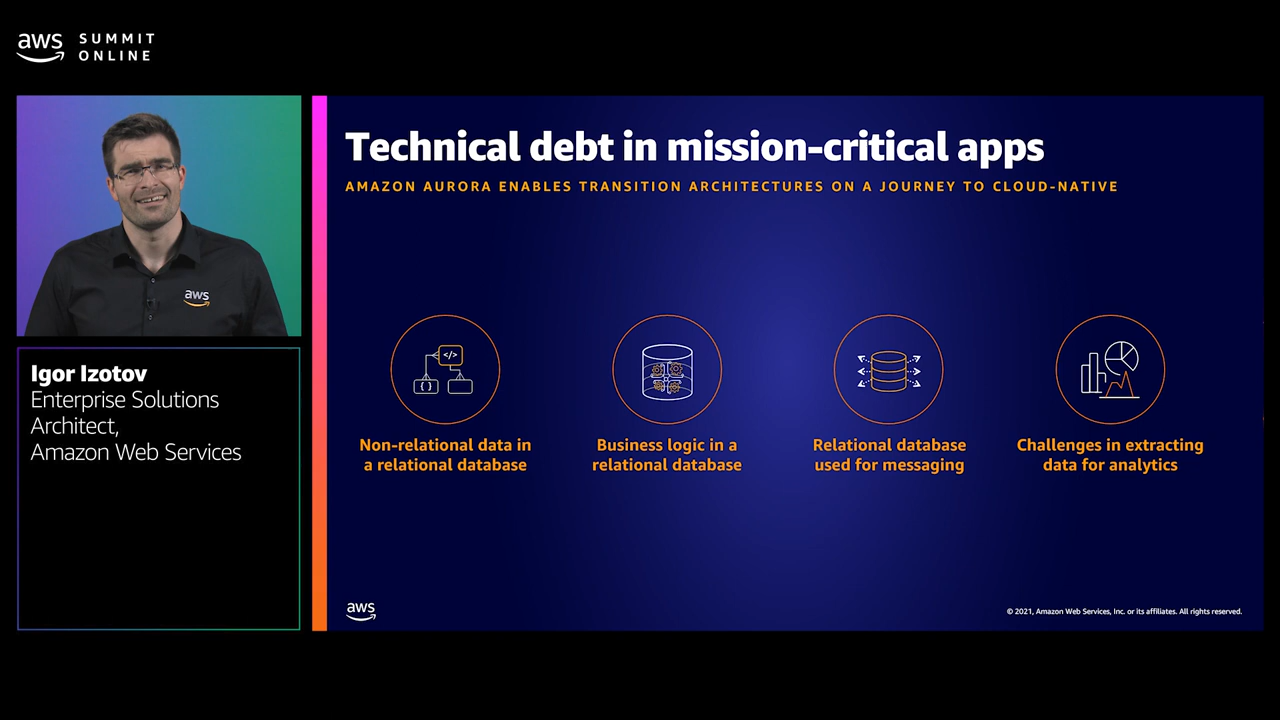 aws SUMMIT
ONLINE
aws
Igor Izotov
Enterprise Solutions
Architect,
Amazon Web Services
Technical debt in mission-critical apps
AMAZON AURORA ENABLES TRANSITION ARCHITECTURES ON A JOURNEY TO CLOUD-NATIVE
</>
{ }
Non-relational data in
a relational database
Business logic in a
relational database
Relational database
used for messaging
Challenges in extracting
data for analytics
aws
© 2021, Amazon Web Services, Inc. or its affiliates. All rights reserved.